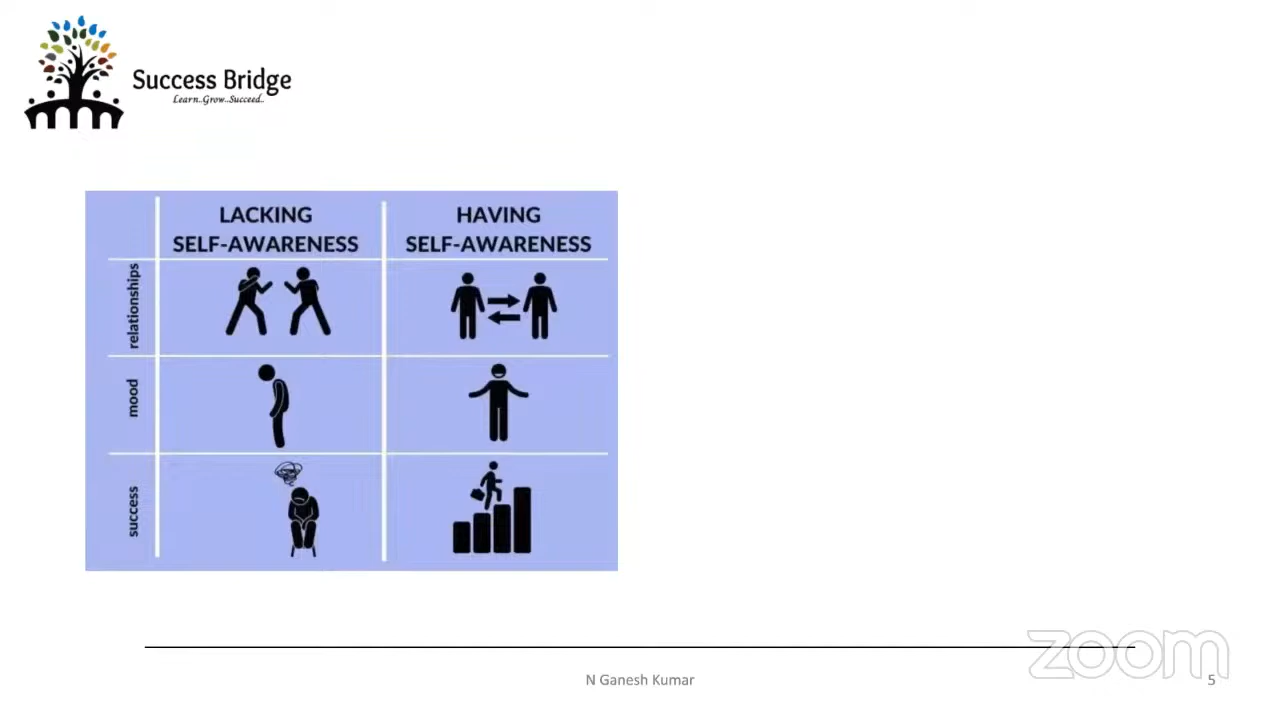 Success Bridge
Learn..Grow..Succeed..
LACKING
SELF-AWARENESS
HAVING
SELF-AWARENESS
relationships
mood
success
zoom
N Ganesh Kumar
5